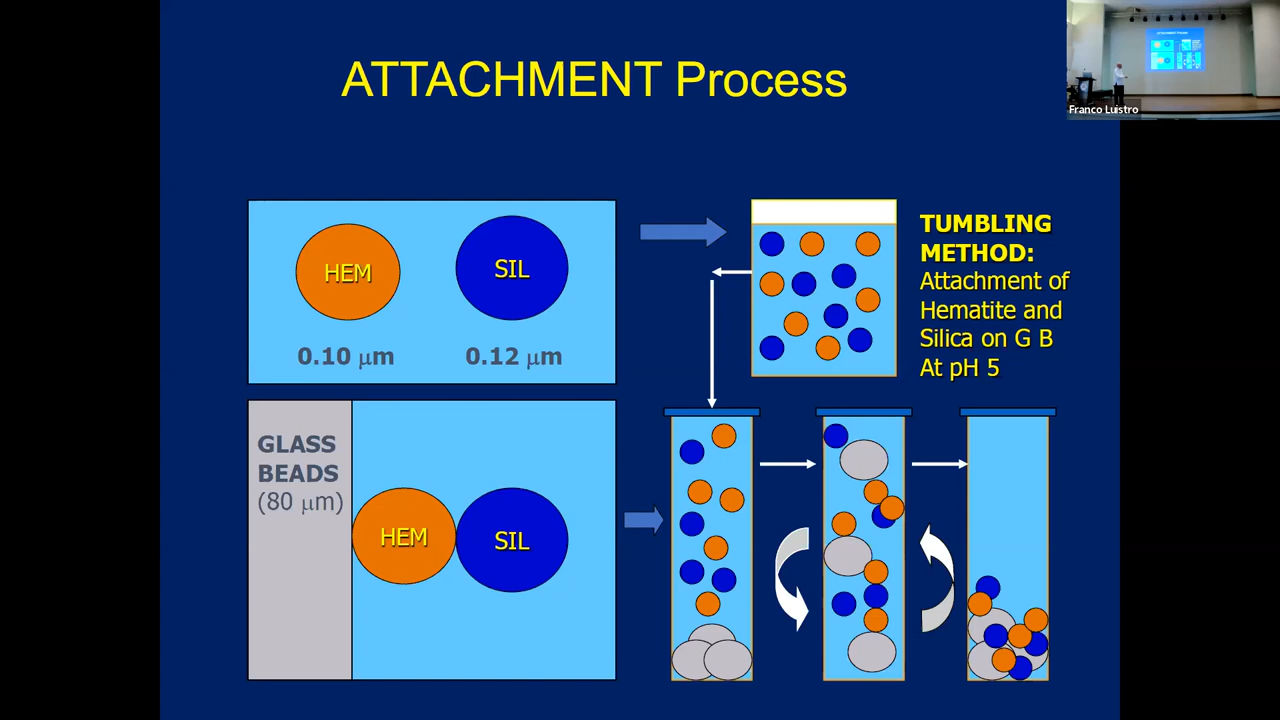 ATTACHMENT Process
Franco Luistro
HEM
SIL
0.10 μm
0.12 μm
TUMBLING
METHOD:
Attachment of
Hematite and
Silica on G B
At pH 5
GLASS
BEADS
(80 μm)
HEM
SIL